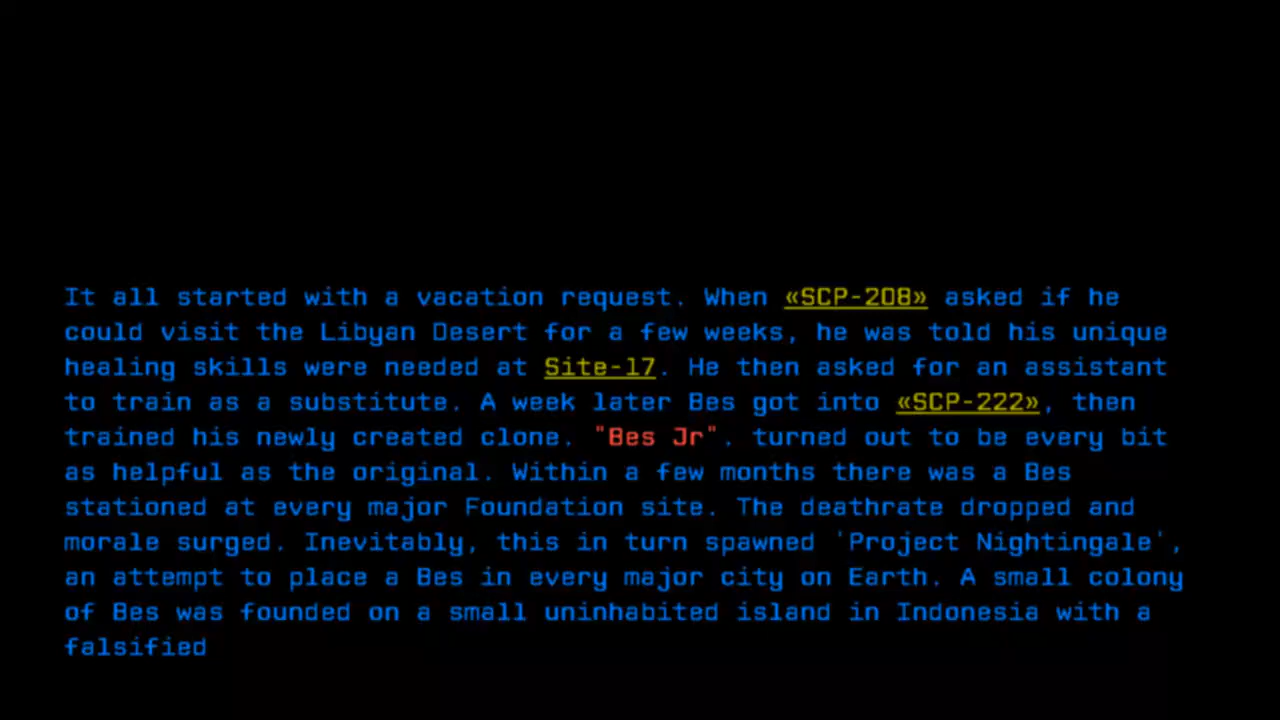 It all started with a vacation request. When «SCP-208» asked if he
could visit the Libyan Desert for a few weeks, he was told his unique
healing skills were needed at Site-17. He then asked for an assistant
to train as a substitute. A week later Bes got into «SCP-222», then
trained his newly created clone. "Bes Jr". turned out to be every bit
as helpful as the original. Within a few months there was a Bes
stationed at every major Foundation site. The deathrate dropped and
morale surged. Inevitably, this in turn spawned 'Project Nightingale',
an attempt to place a Bes in every major city on Earth. A small colony
of Bes was founded on a small uninhabited island in Indonesia with a
falsified